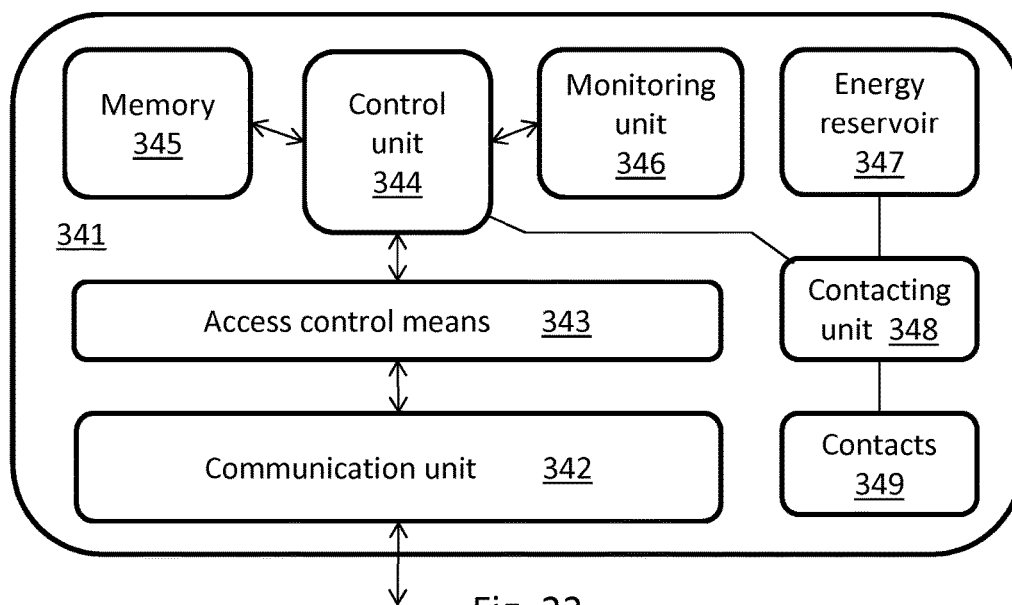 Memory
345
Control
unit
344
Monitoring
unit
346
Energy
reservoir
347
341
Access control means 343
Contacting
unit 348
Communication unit 342
Contacts
349